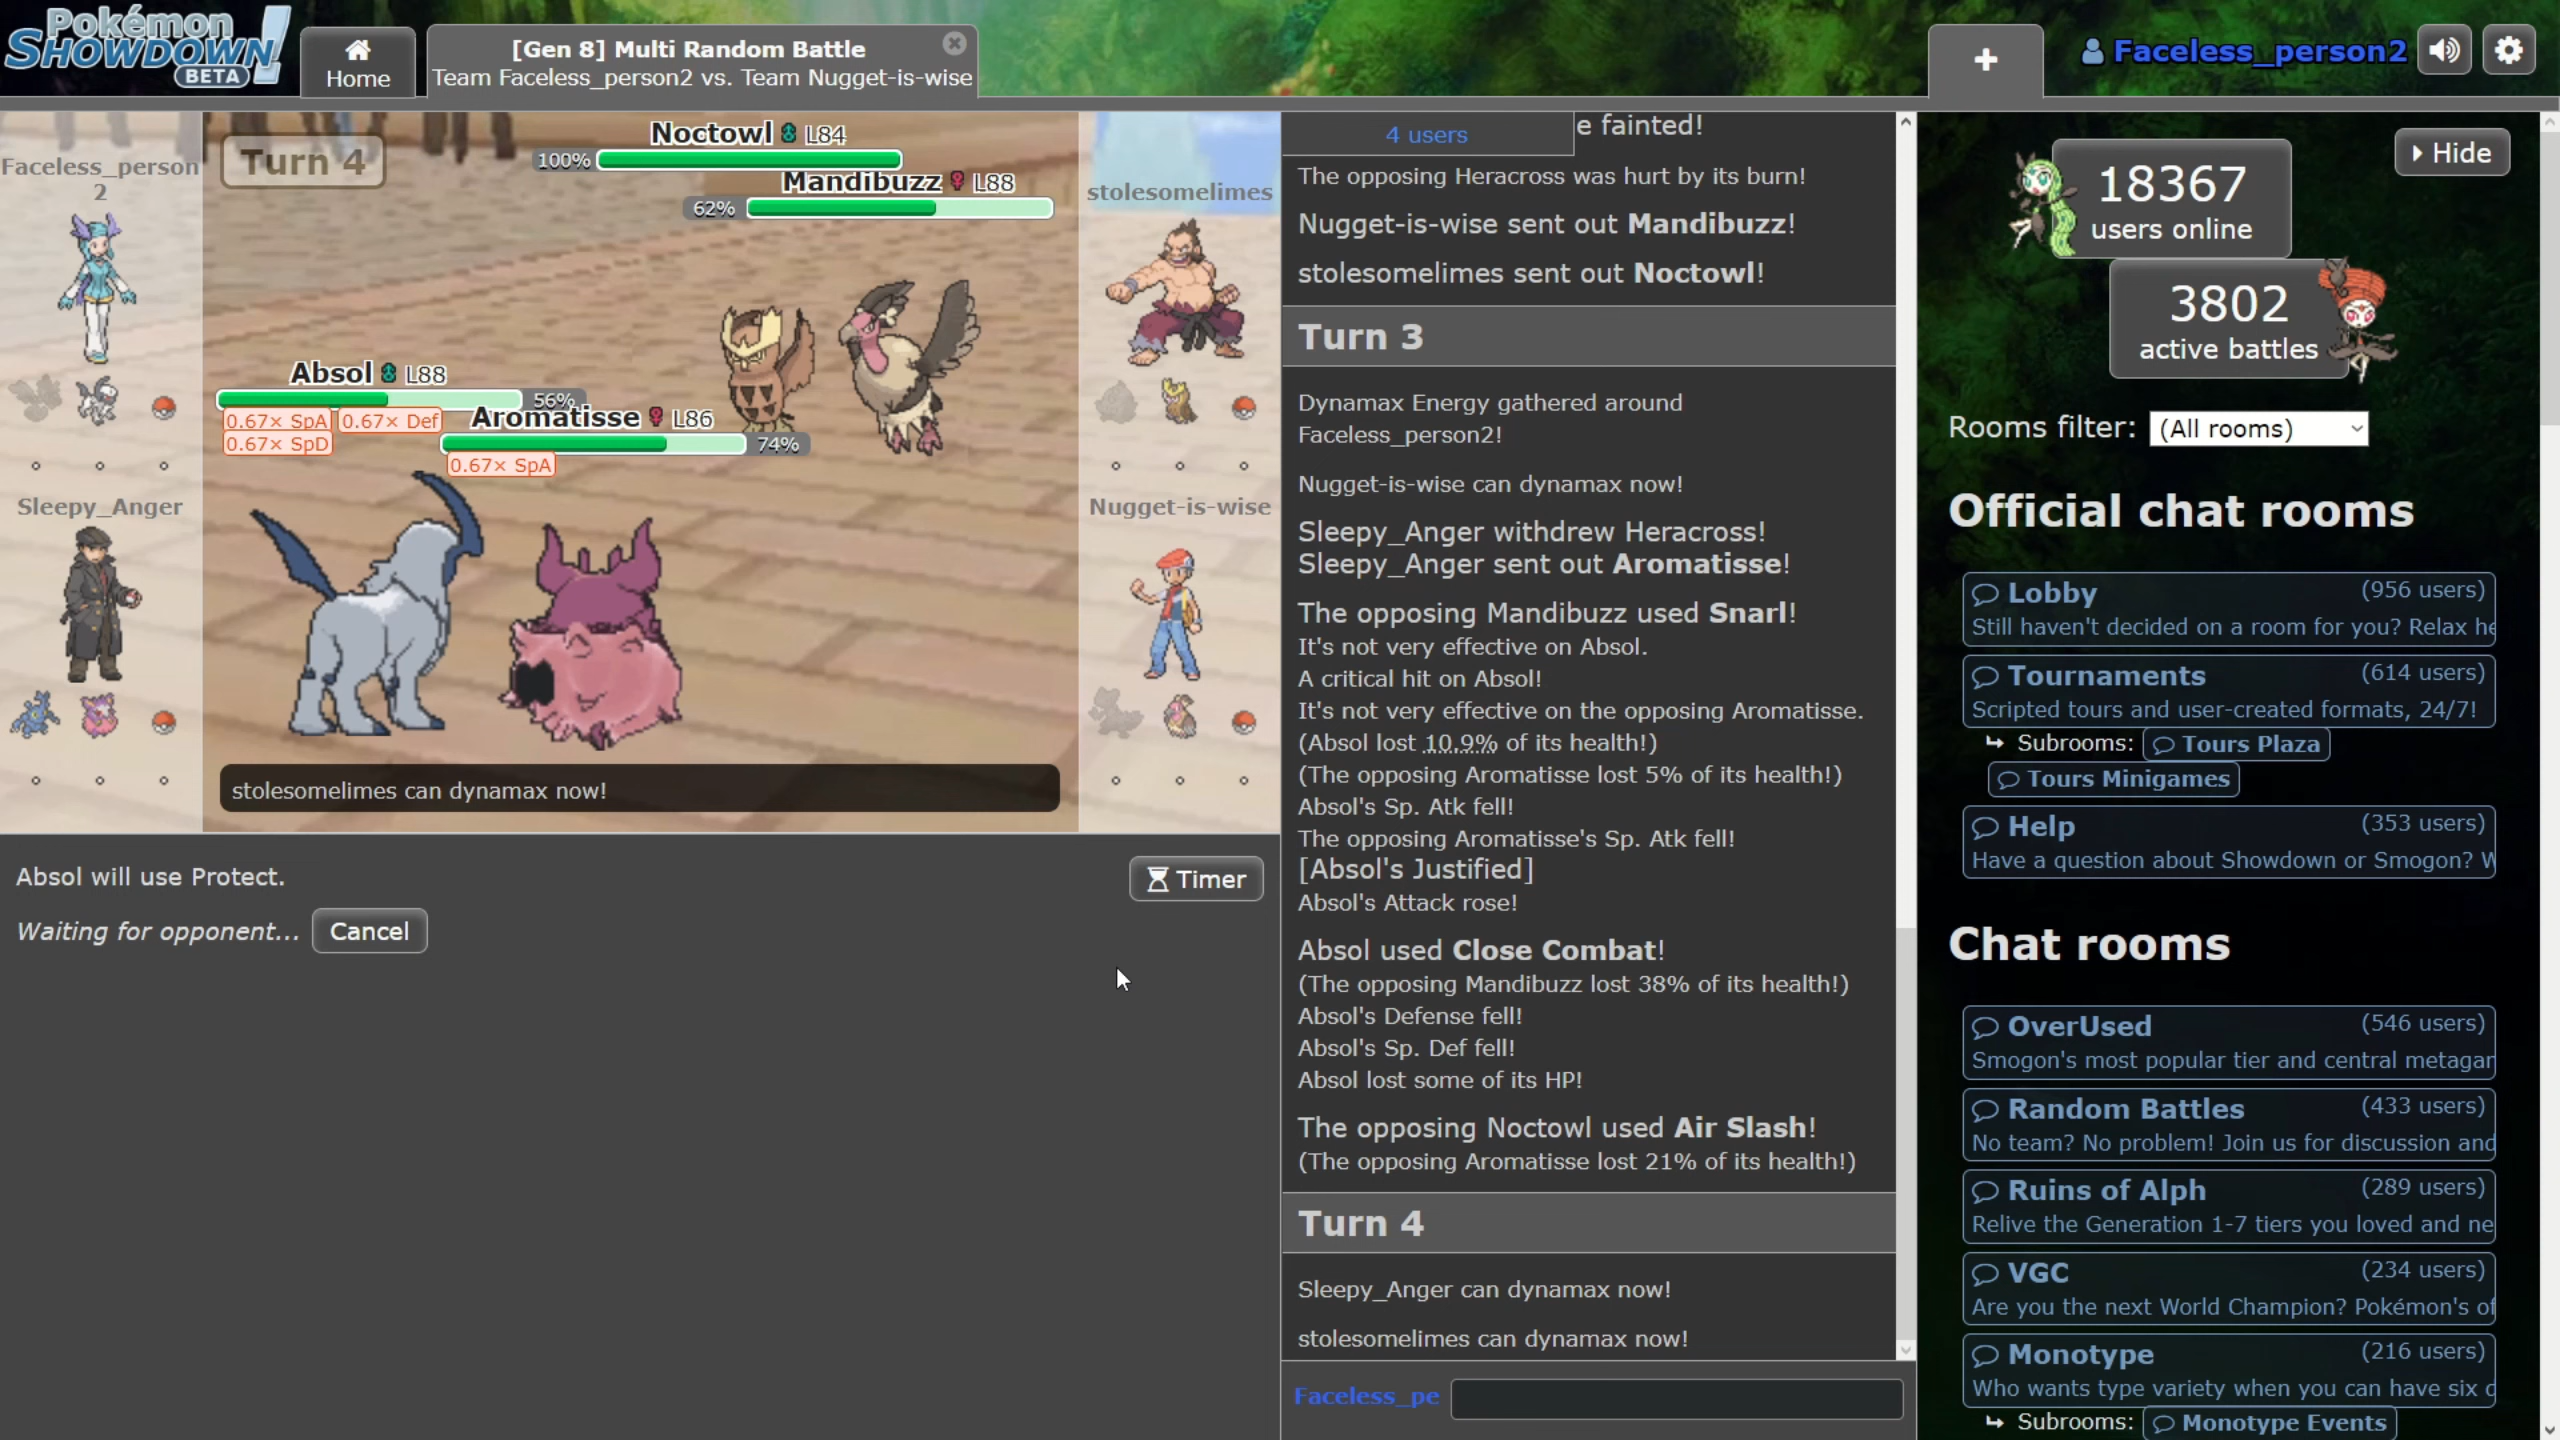 Pokémon
SHOWDOWN!
BETA
Home
[Gen 8] Multi Random Battle
Team Faceless_person2 vs. Team Nugget-is-wise
+
Faceless_person2
Faceless_person
2
Sleepy_Anger
Turn 4
Noctowl L84
100%
Mandibuzz L88
62%
Absol L88
56%
0.67× SpA 0.67× Def
0.67× SpD
Aromatisse L86
74%
0.67× SpA
stolesomelimes can dynamax now!
stolesomelimes
Nugget-is-wise
Absol will use Protect.
Timer
Waiting for opponent... Cancel
4 users
e fainted!
The opposing Heracross was hurt by its burn!
Nugget-is-wise sent out Mandibuzz!
stolesomelimes sent out Noctowl!
Turn 3
Dynamax Energy gathered around
Faceless_person2!
Nugget-is-wise can dynamax now!
Sleepy_Anger withdrew Heracross!
Sleepy_Anger sent out Aromatisse!
The opposing Mandibuzz used Snarl!
It's not very effective on Absol.
A critical hit on Absol!
It's not very effective on the opposing Aromatisse.
(Absol lost 10.9% of its health!)
(The opposing Aromatisse lost 5% of its health!)
Absol's Sp. Atk fell!
The opposing Aromatisse's Sp. Atk fell!
[Absol's Justified]
Absol's Attack rose!
Absol used Close Combat!
(The opposing Mandibuzz lost 38% of its health!)
Absol's Defense fell!
Absol's Sp. Def fell!
Absol lost some of its HP!
The opposing Noctowl used Air Slash!
(The opposing Aromatisse lost 21% of its health!)
Turn 4
Sleepy_Anger can dynamax now!
stolesomelimes can dynamax now!
Faceless_pe
18367
users online
3802
active battles
Hide
Rooms filter: (All rooms)
Official chat rooms
Lobby (956 users)
Still haven't decided on a room for you? Relax he
Tournaments (614 users)
Scripted tours and user-created formats, 24/7!
Subrooms: Tours Plaza
Tours Minigames
Help (353 users)
Have a question about Showdown or Smogon? W
Chat rooms
OverUsed (546 users)
Smogon's most popular tier and central metagar
Random Battles (433 users)
No team? No problem! Join us for discussion and
Ruins of Alph (289 users)
Relive the Generation 1-7 tiers you loved and ne
VGC (234 users)
Are you the next World Champion? Pokémon's of
Monotype (216 users)
Who wants type variety when you can have six c
Subrooms: Monotype Events